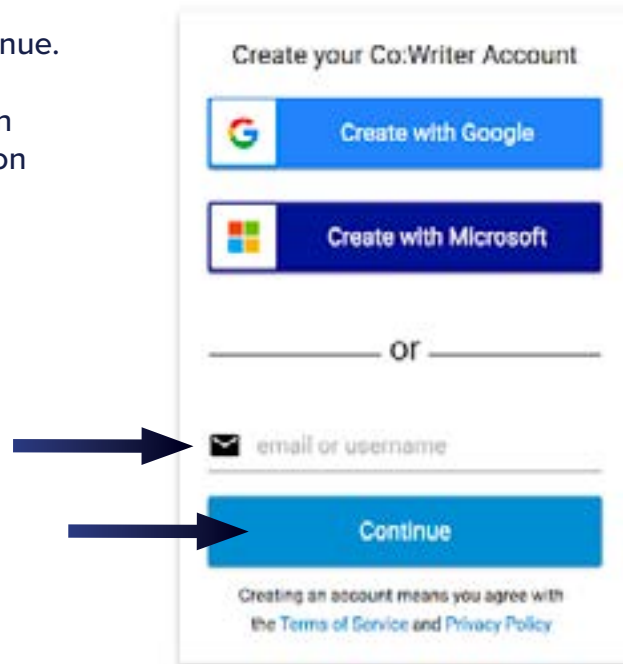 nue.
n
on
Create your Co:Writer Account
G Create with Google
Create with Microsoft
or
email or username
Continue
Creating an account means you agree with
the Terms of Service and Privacy Policy